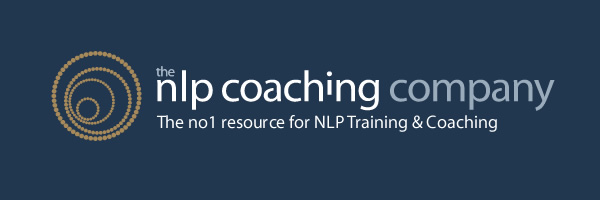 the
nlp coaching company
The no1 resource for NLP Training & Coaching